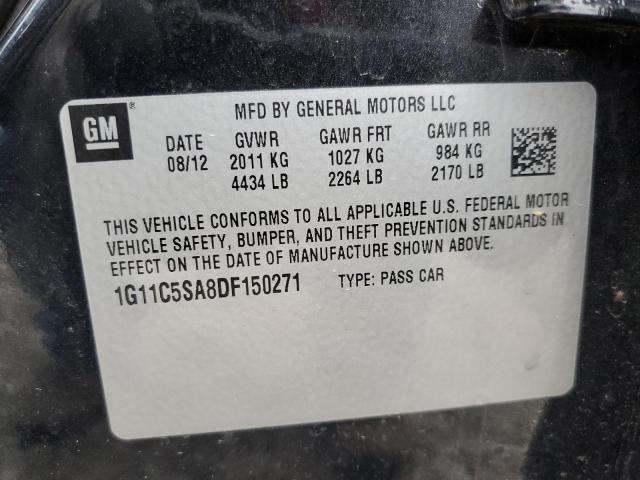 MFD BY GENERAL MOTORS LLC
GM®
DATE GVWR GAWR FRT GAWR RR
08/12 2011 KG 1027 KG 984 KG
4434 LB 2264 LB 2170 LB
THIS VEHICLE CONFORMS TO ALL APPLICABLE U.S. FEDERAL MOTOR
VEHICLE SAFETY, BUMPER, AND THEFT PREVENTION STANDARDS IN
EFFECT ON THE DATE OF MANUFACTURE SHOWN ABOVE.
1G11C5SA8DF150271 TYPE: PASS CAR